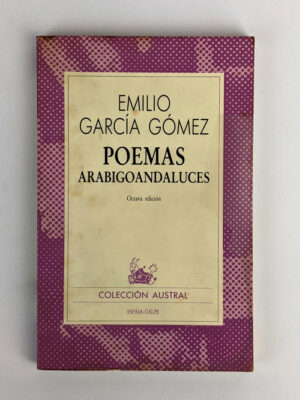 EMILIO
GARCÍA GÓMEZ
POEMAS
ARABIGOANDALUCES
Octava edición
COLECCIÓN AUSTRAL
ESPASA CALPE